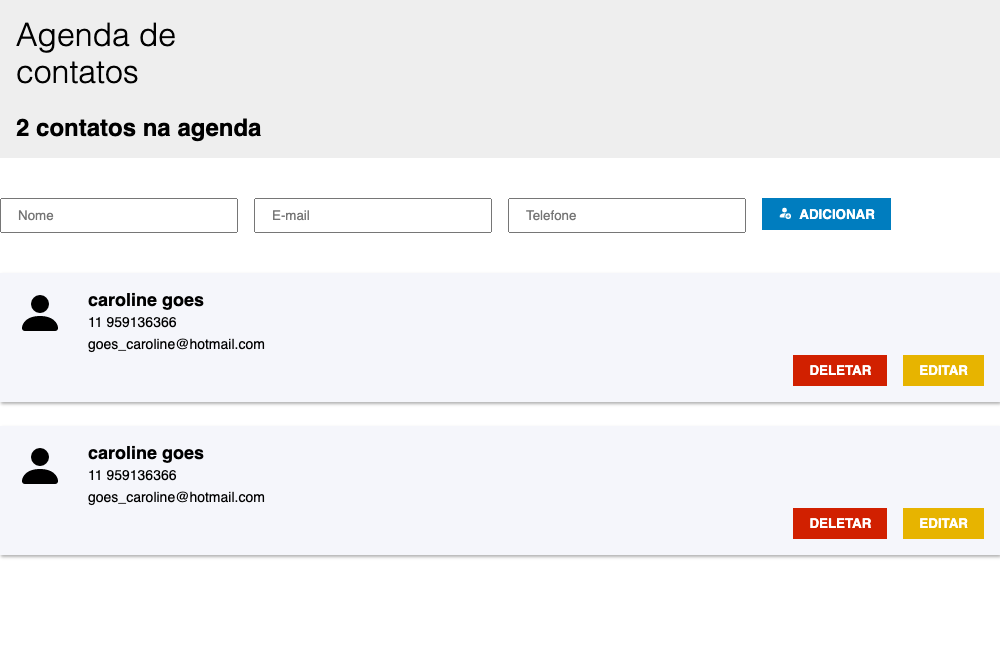 Agenda de
contatos
2 contatos na agenda
Nome
E-mail
Telefone
ADICIONAR
caroline goes
11 959136366
goes_caroline@hotmail.com
DELETAR
EDITAR
caroline goes
11 959136366
goes_caroline@hotmail.com
DELETAR
EDITAR